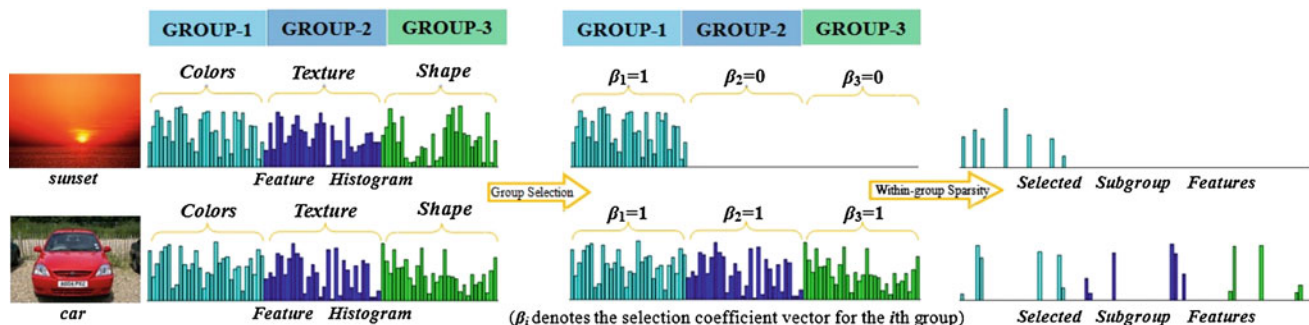 GROUP-1 GROUP-2 GROUP-3 GROUP-1 GROUP-2 GROUP-3
Colors Texture Shape β1=1 β2=0 β3=0
sunset Feature Histogram Group Selection Within-group Sparsity Selected Subgroup Features
Colors Texture Shape β1=1 β2=1 β3=1
car Feature Histogram (βi denotes the selection coefficient vector for the ith group) Selected Subgroup Features